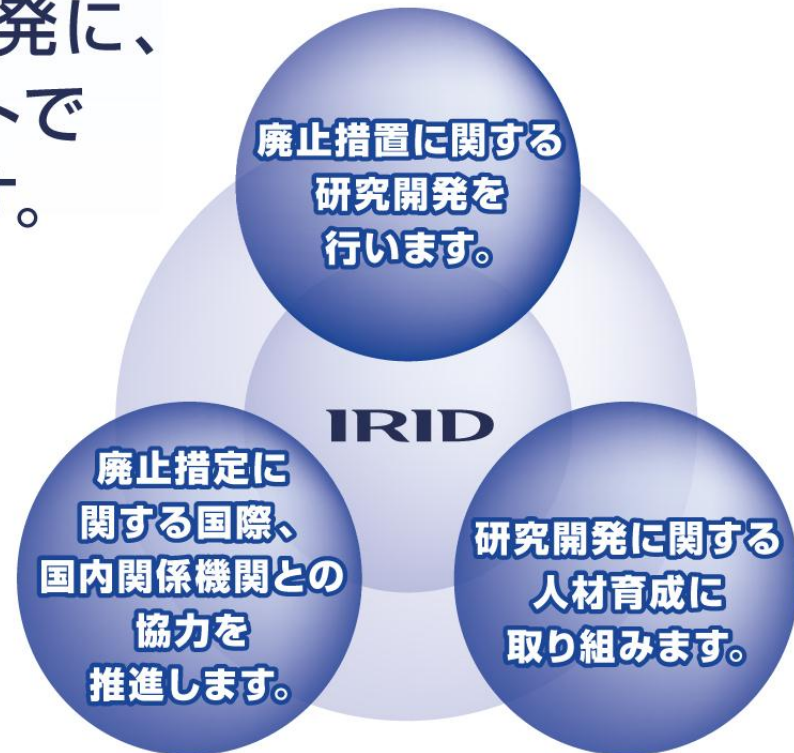 発に、
トで
す。
廃止措置に関する
研究開発を
行います。
IRID
廃止措定に
関する国際、
国内関係機関との
協力を
推進します。
研究開発に関する
人材育成に
取り組みます。